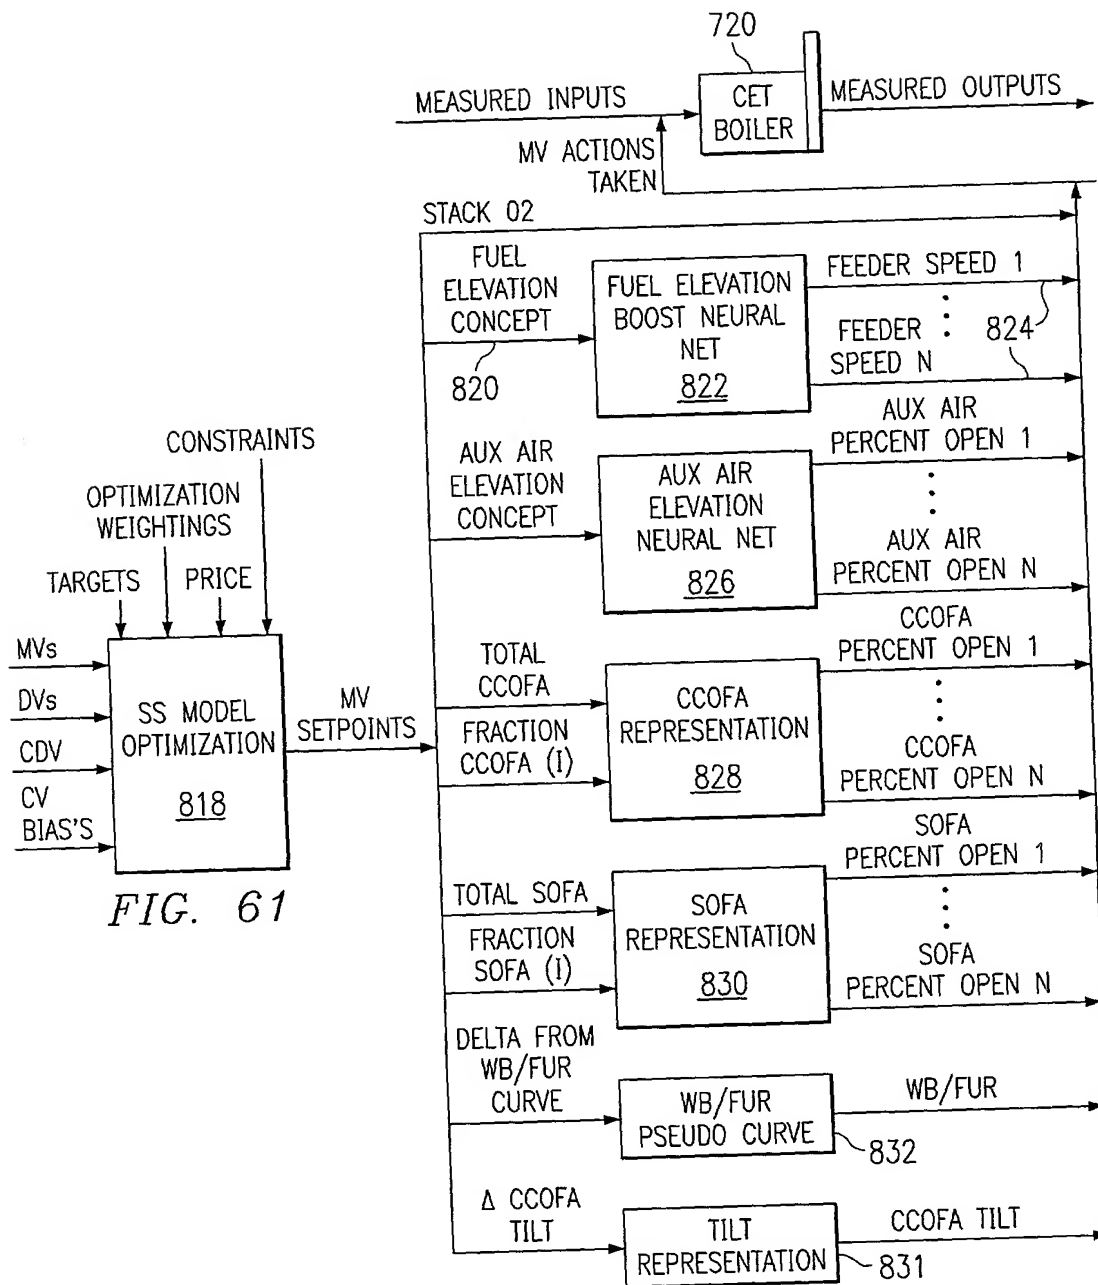 720
MEASURED INPUTS
CET
BOILER
MEASURED OUTPUTS
MV ACTIONS
TAKEN
STACK O2
FUEL
ELEVATION
CONCEPT
820
FUEL ELEVATION
BOOST NEURAL
NET
822
FEEDER SPEED 1
FEEDER
SPEED N
824
AUX AIR
ELEVATION
CONCEPT
AUX AIR
ELEVATION
NEURAL NET
826
AUX AIR
PERCENT OPEN 1
AUX AIR
PERCENT OPEN N
CONSTRAINTS
OPTIMIZATION
WEIGHTINGS
TARGETS
PRICE
MVs
DVs
CDV
CV
BIAS'S
SS MODEL
OPTIMIZATION
818
MV
SETPOINTS
FIG. 61
TOTAL
CCOFA
FRACTION
CCOFA (I)
CCOFA
REPRESENTATION
828
CCOFA
PERCENT OPEN 1
CCOFA
PERCENT OPEN N
TOTAL SOFA
FRACTION
SOFA (I)
SOFA
REPRESENTATION
830
SOFA
PERCENT OPEN 1
SOFA
PERCENT OPEN N
DELTA FROM
WB/FUR
CURVE
WB/FUR
PSEUDO CURVE
WB/FUR
832
Δ CCOFA
TILT
TILT
REPRESENTATION
CCOFA TILT
831